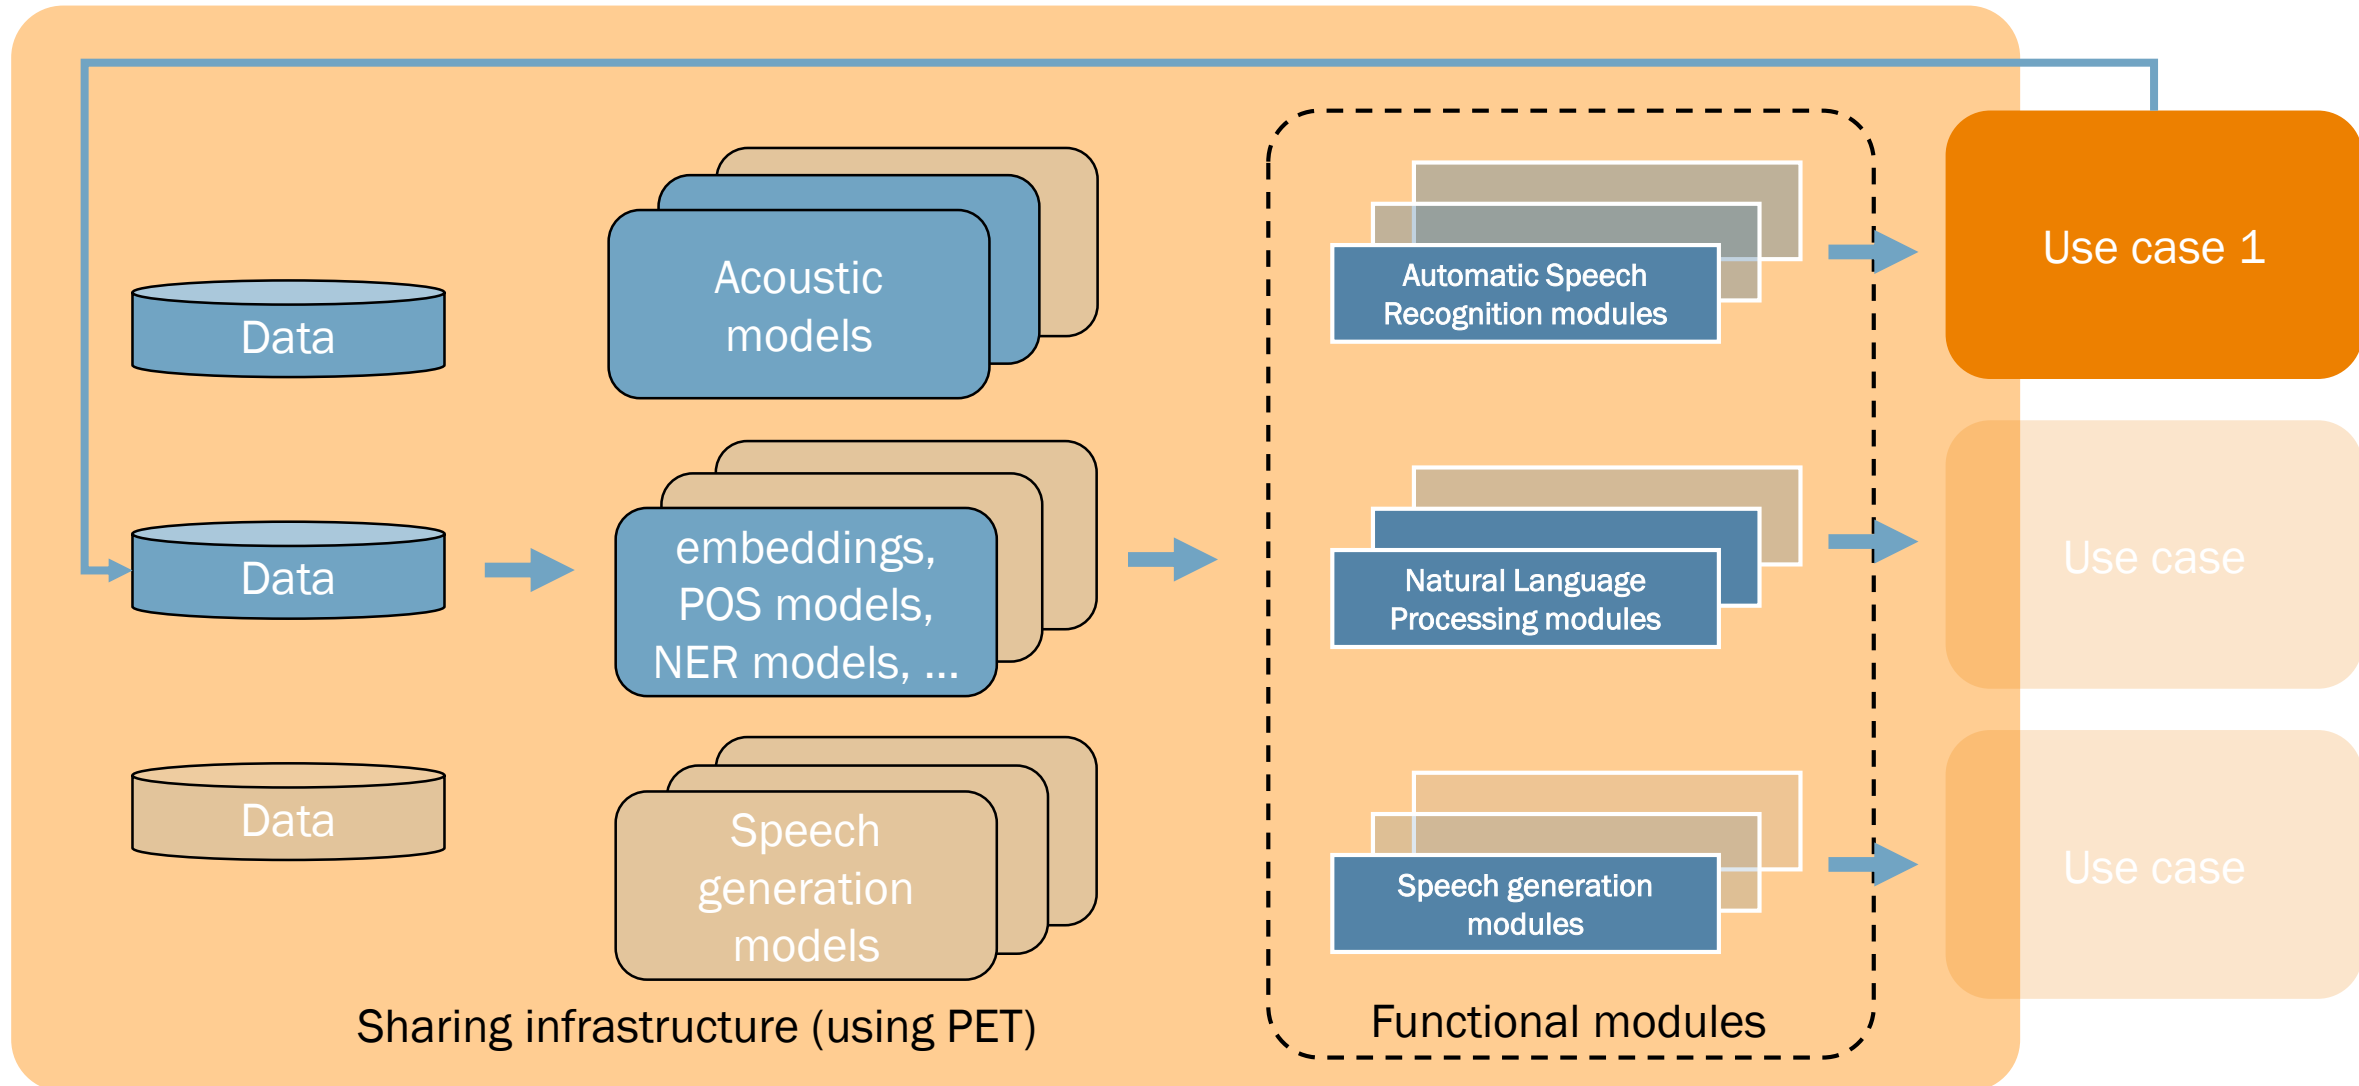 Data
Data
Data
Acoustic
models
embeddings,
POS models,
NER models, ...
Speech
generation
models
Sharing infrastructure (using PET)
Automatic Speech
Recognition modules
Natural Language
Processing modules
Speech generation
modules
Functional modules
Use case 1
Use case
Use case